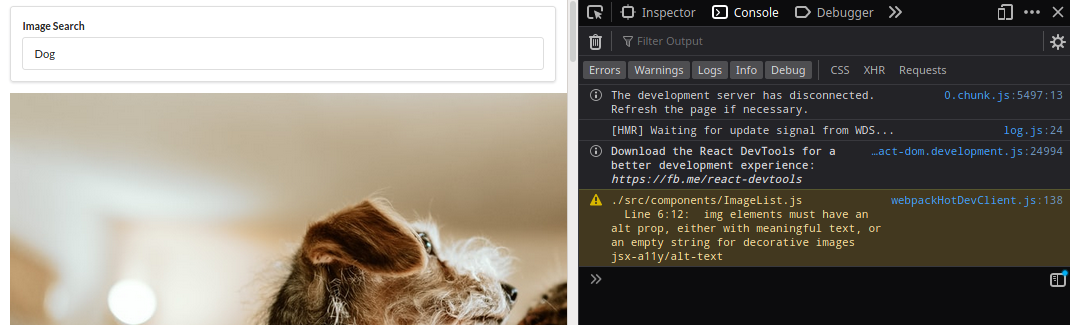 Image Search
Dog
Inspector
Console
Debugger
Filter Output
Errors
Warnings
Logs
Info
Debug
CSS
XHR
Requests
The development server has disconnected. 0.chunk.js:5497:13
Refresh the page if necessary.
[HMR] Waiting for update signal from WDS... log.js:24
Download the React DevTools for a …act-dom.development.js:24994
better development experience:
https://fb.me/react-devtools
./src/components/ImageList.js webpackHotDevClient.js:138
Line 6:12: img elements must have an
alt prop, either with meaningful text, or
an empty string for decorative images
jsx-a11y/alt-text